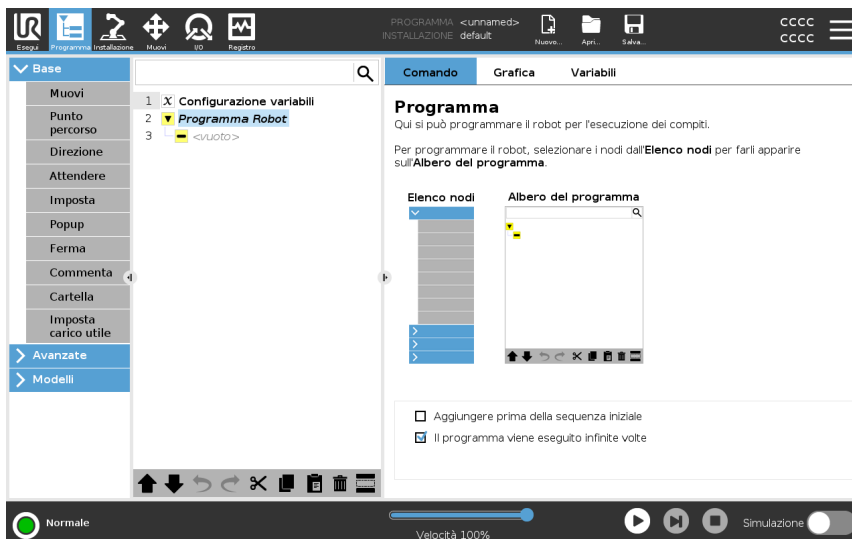 PROGRAMMA <unnamed>
INSTALLAZIONE default
UR
Esegui
Programma
Installazione
Muovi
I/O
Registro
Nuovo...
Apri...
Salva...
CCCC
CCCC
Base
Muovi
Punto
percorso
Direzione
Attendere
Imposta
Popup
Ferma
Commenta
Cartella
Imposta
carico utile
Avanzate
Modelli
1 X Configurazione variabili
2 Programma Robot
3 <vuoto>
Comando Grafica Variabili
Programma
Qui si può programmare il robot per l'esecuzione dei compiti.
Per programmare il robot, selezionare i nodi dall'Elenco nodi per farli apparire
sull'Albero del programma.
Elenco nodi Albero del programma
Aggiungere prima della sequenza iniziale
Il programma viene eseguito infinite volte
Normale
Velocità 100%
Simulazione